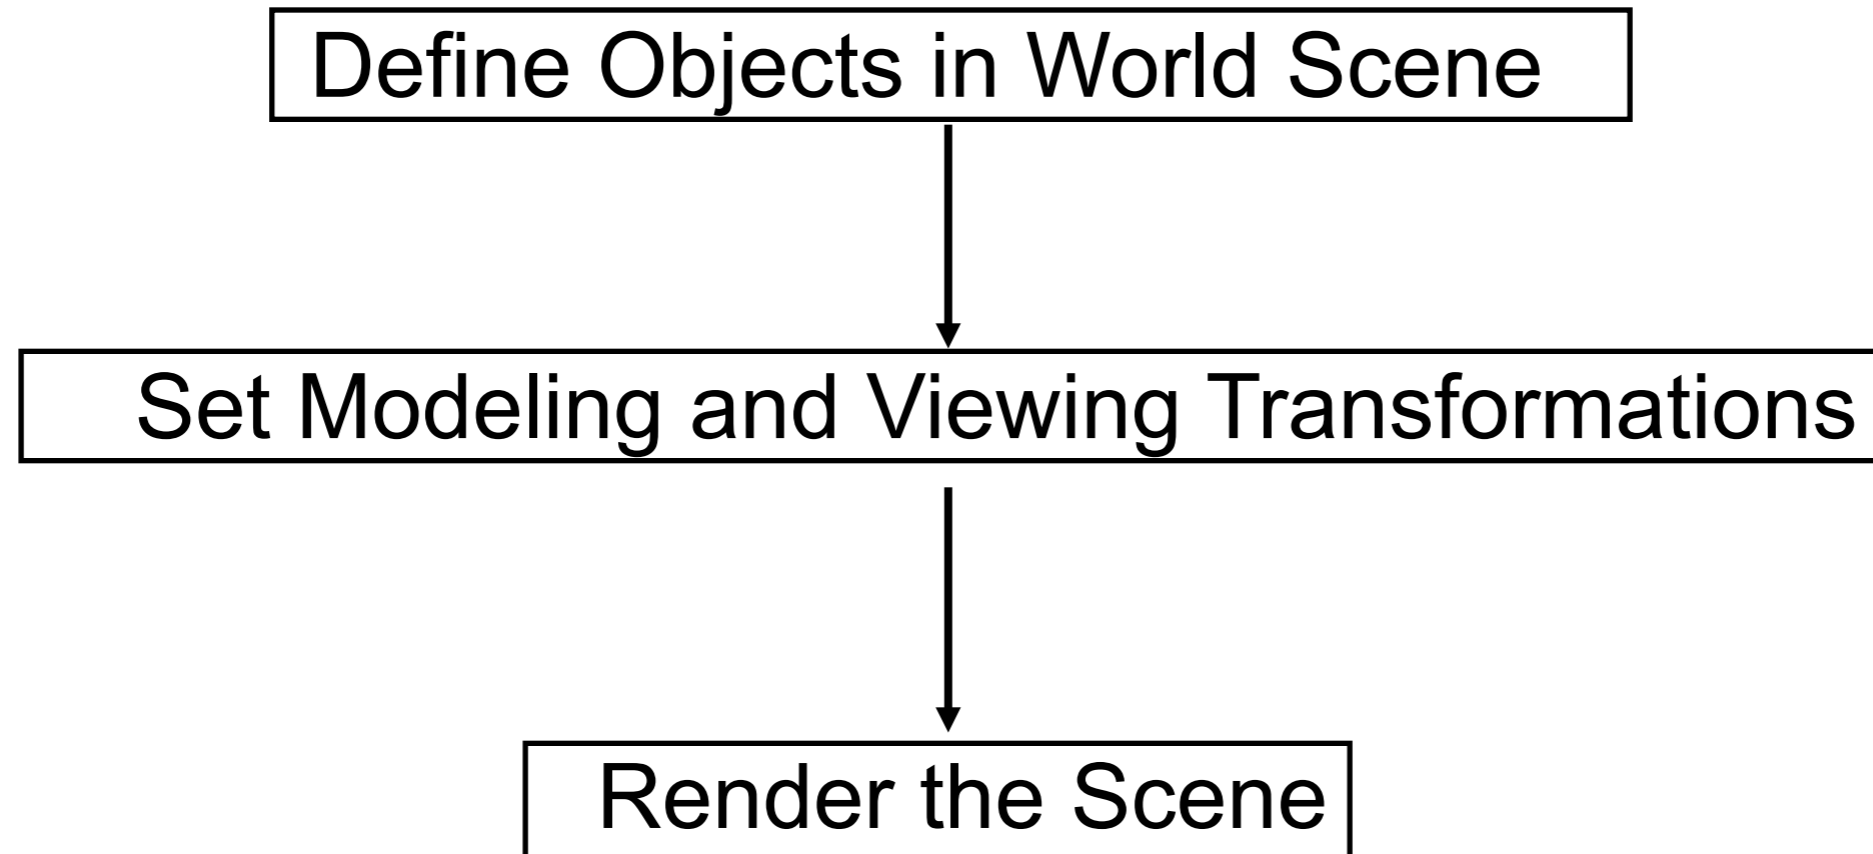 Define Objects in World Scene
Set Modeling and Viewing Transformations
Render the Scene